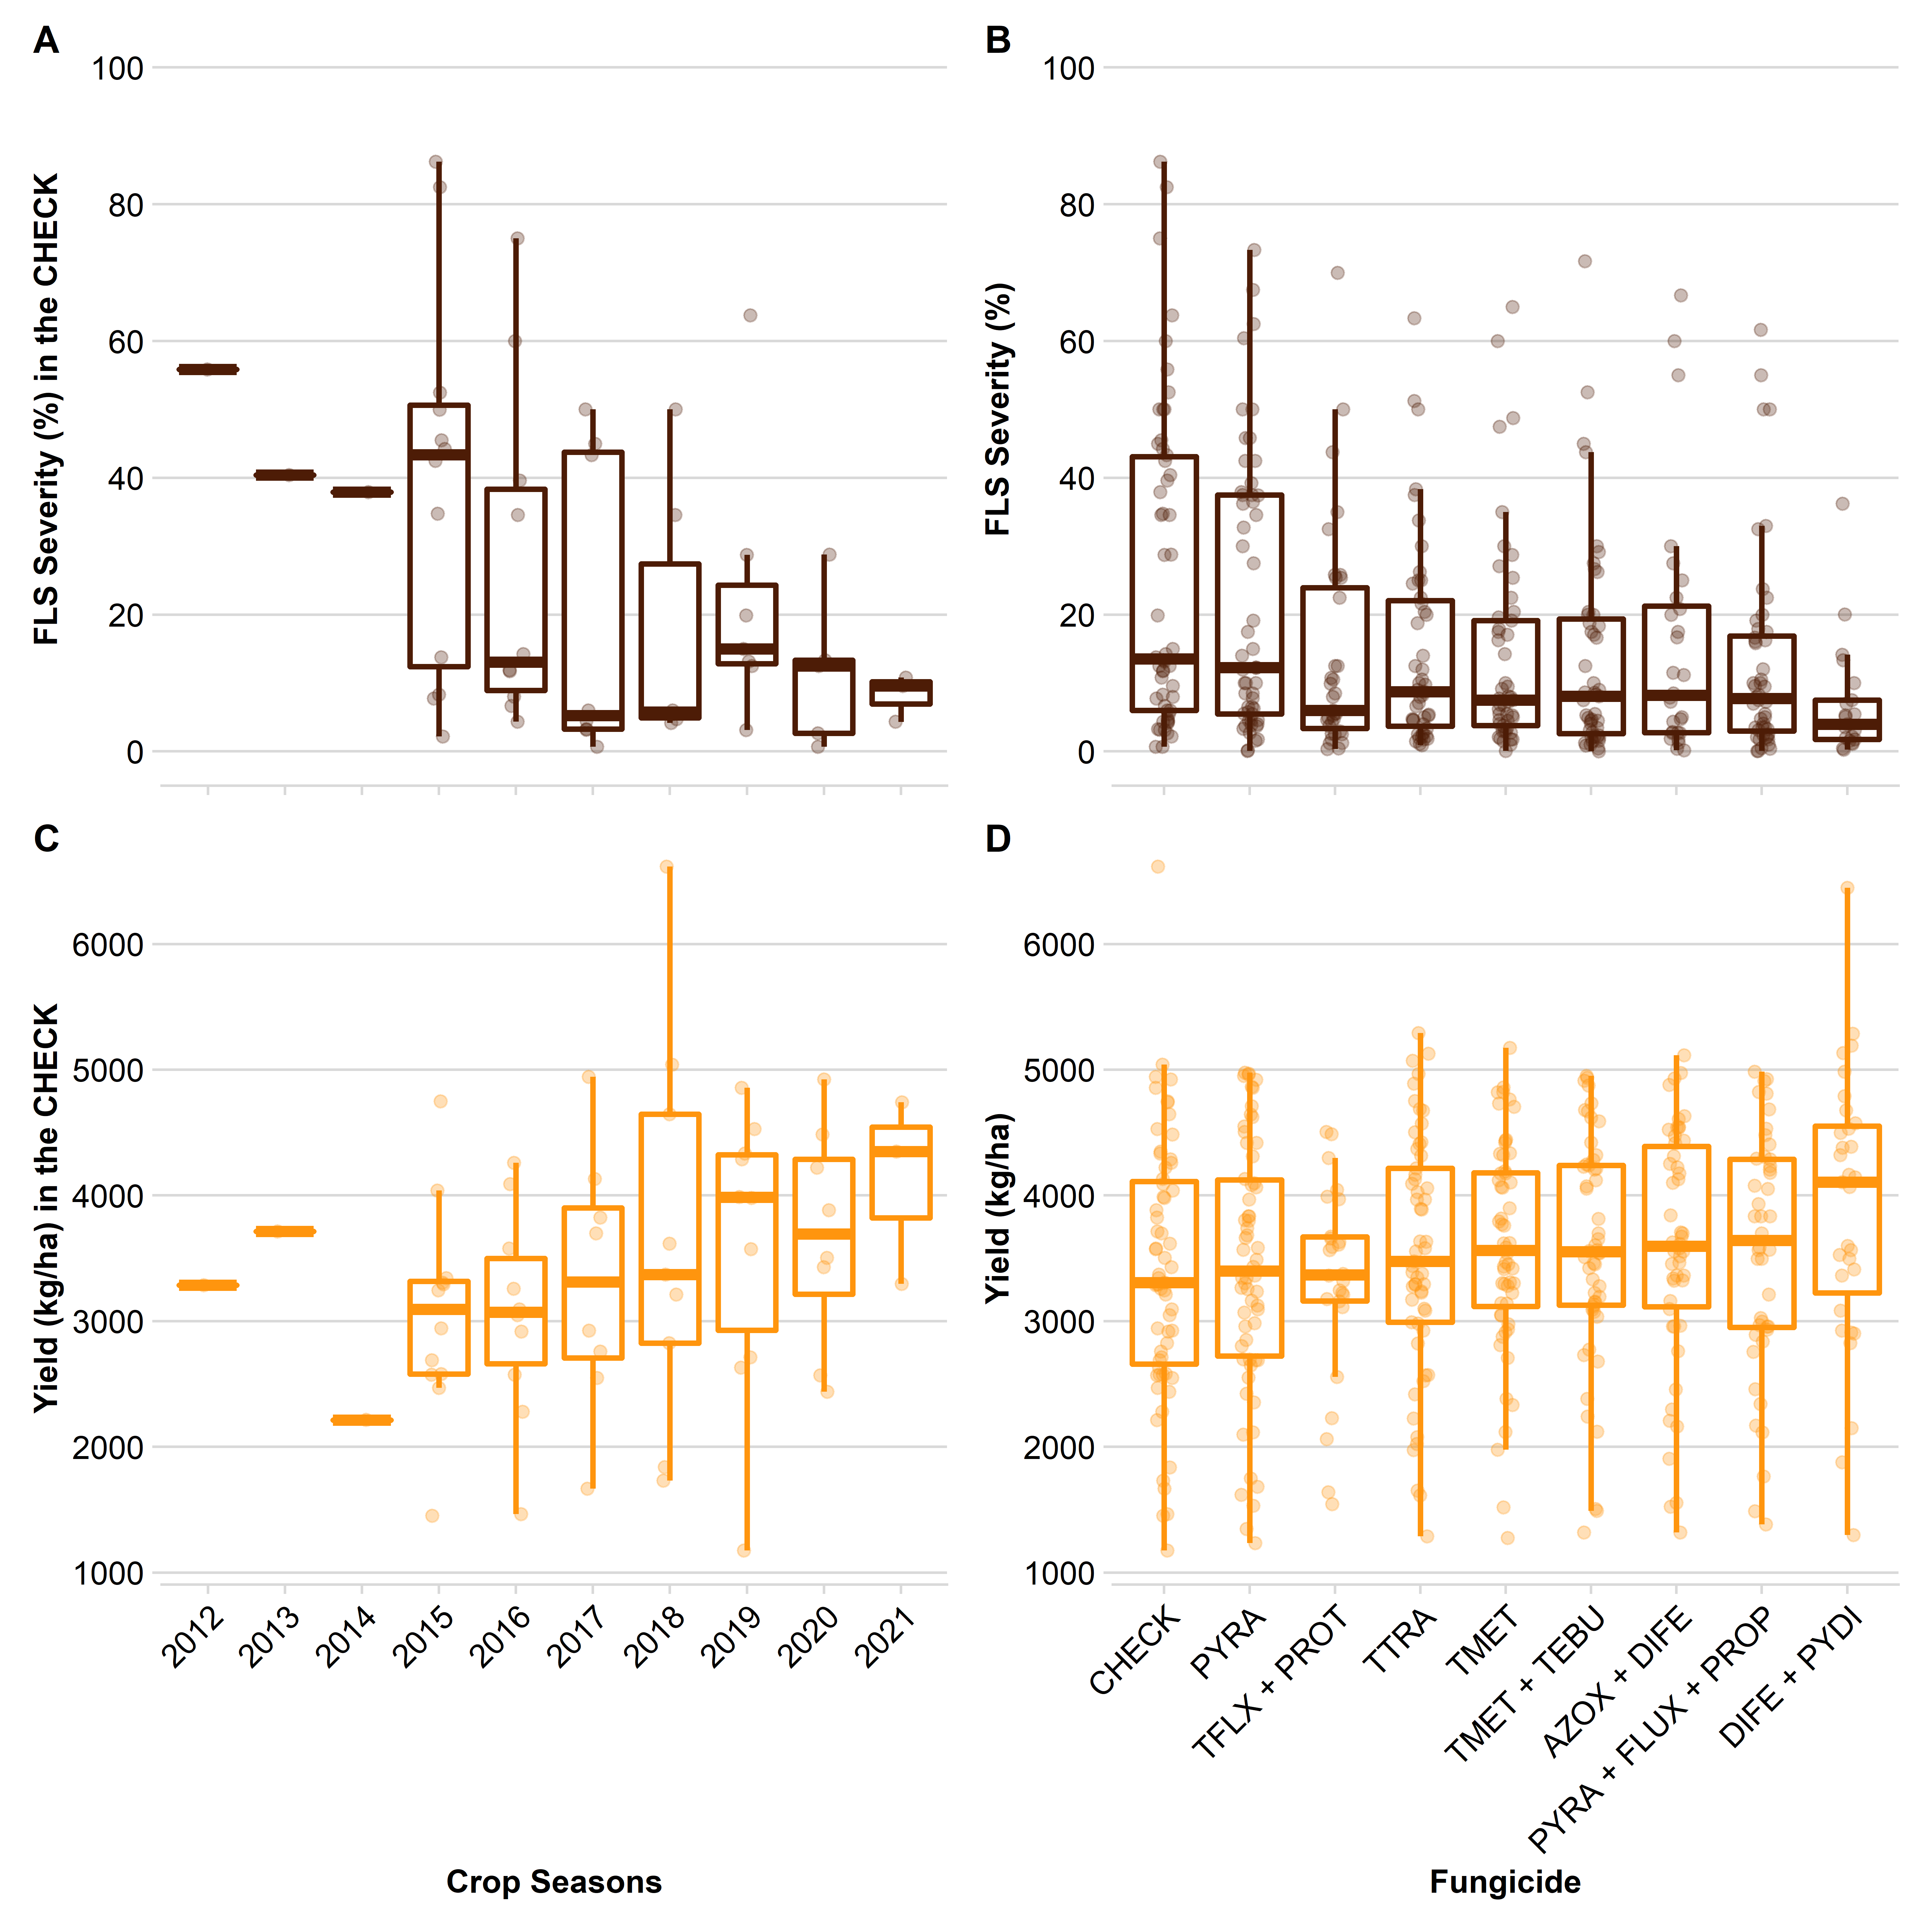 A
FLS Severity (%) in the CHECK
100
80
60
40
20
0
B
FLS Severity (%)
100
80
60
40
20
0
C
Yield (kg/ha) in the CHECK
6000
5000
4000
3000
2000
1000
2012
2013
2014
2015
2016
2017
2018
2019
2020
2021
Crop Seasons
D
Yield (kg/ha)
6000
5000
4000
3000
2000
1000
CHECK
PYRA
TFLX + PROT
TTRA
TMET
TMET + TEBU
AZOX + DIFE
PYRA + FLUX + PROP
DIFE + PYDI
Fungicide